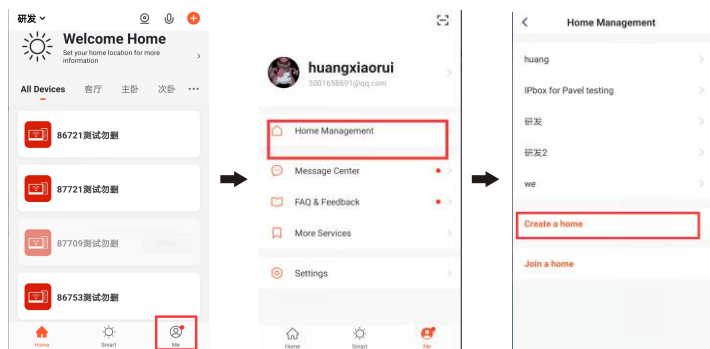 研发
Welcome Home
Set your home location for more
information
All Devices 客厅 主卧 次卧 •••
86721测试勿删
87721测试勿删
87709测试勿删
86753测试勿删
Home Smart Me
huangxiaorui
3001658691@qq.com
Home Management
Message Center
FAQ & Feedback
More Services
Settings
Home Smart Me
Home Management
huang
IPbox for Pavel testing
研发
研发2
we
Create a home
Join a home